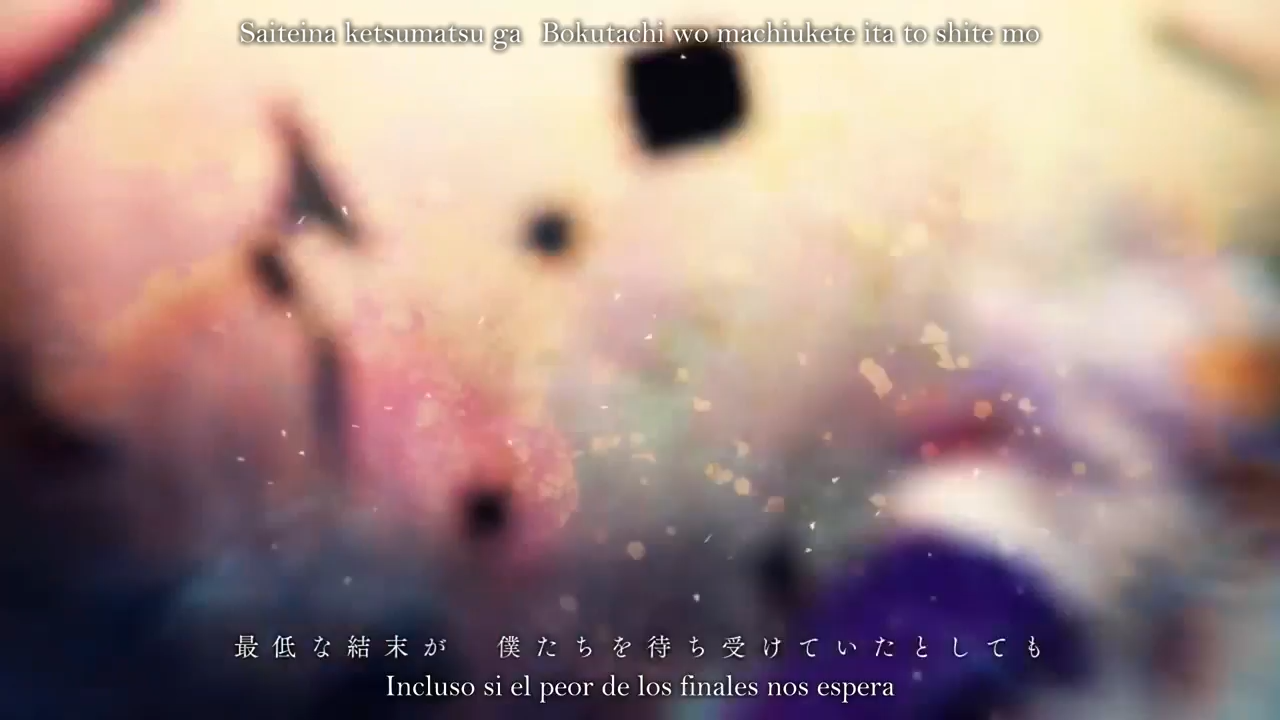 Saiteina ketsumatsu ga Bokutachi wo machiukete ita to shite mo
最低な結末が　僕たちを待ち受けていたとしても
Incluso si el peor de los finales nos espera